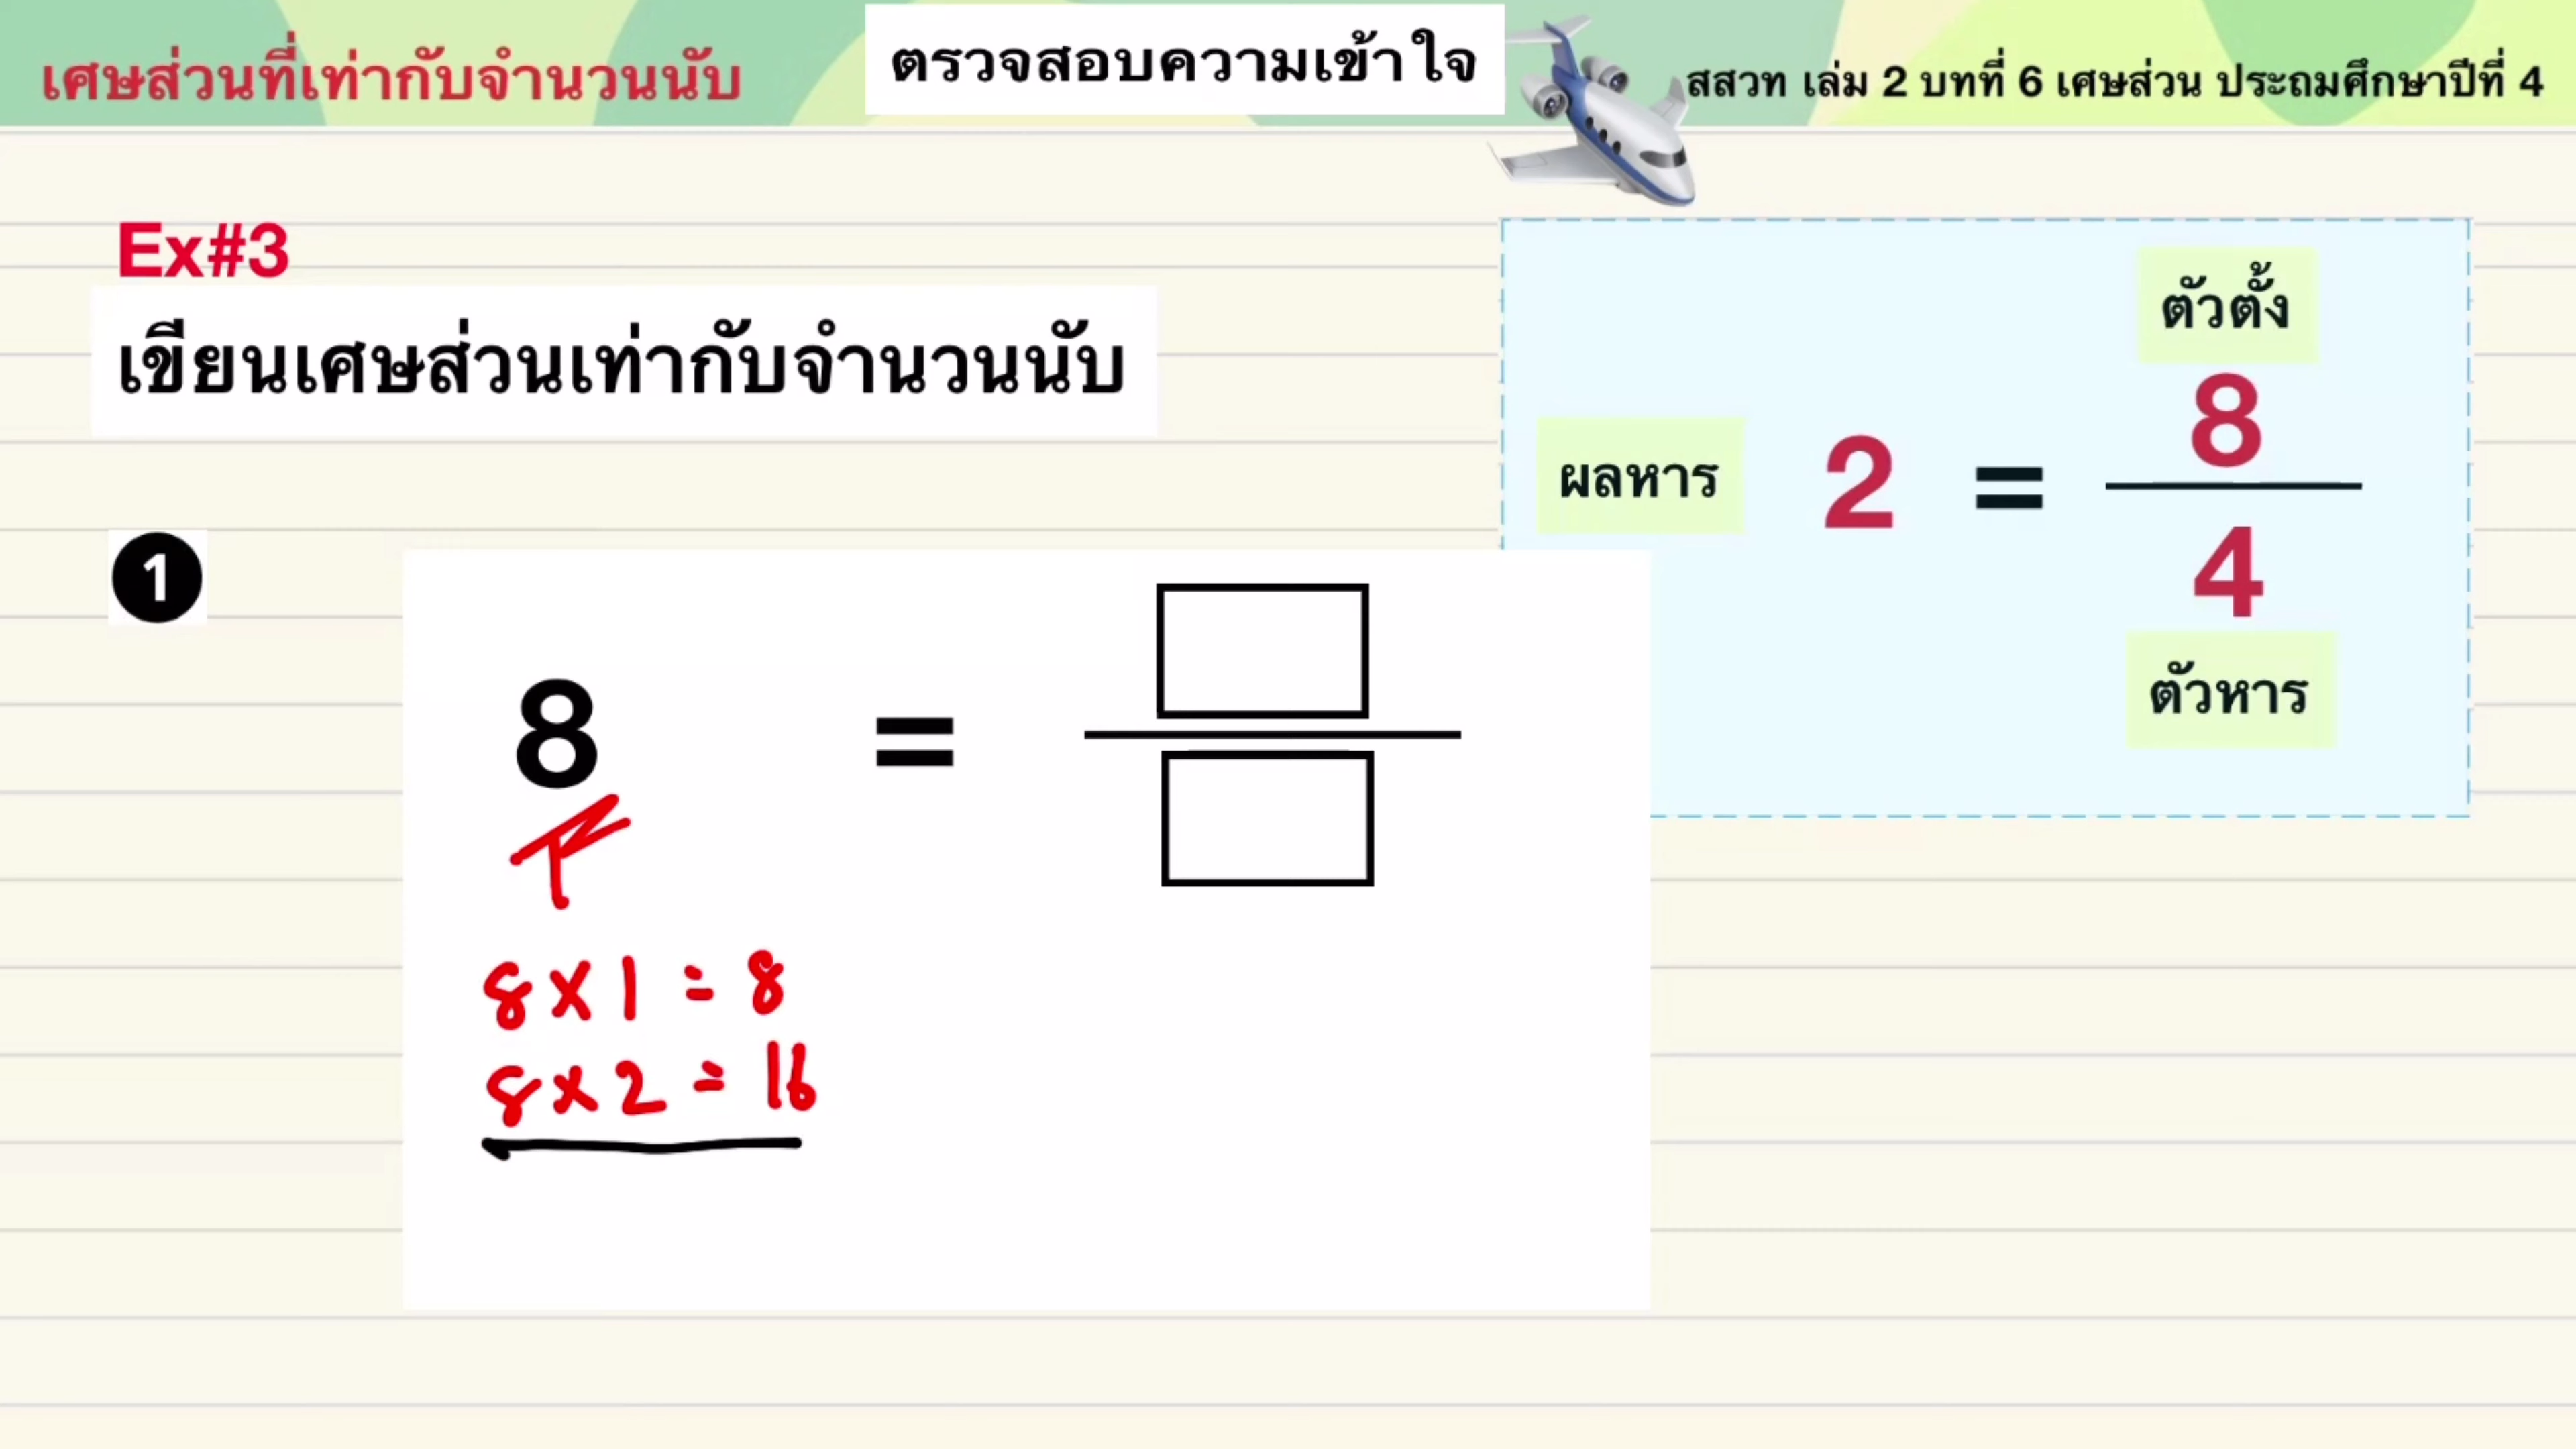 เศษส่วนที่เท่ากับจำนวนนับ
ตรวจสอบความเข้าใจ
สสวท เล่ม 2 บทที่ 6 เศษส่วน ประถมศึกษาปีที่ 4
Ex#3
เขียนเศษส่วนเท่ากับจำนวนนับ
ตัวตั้ง
8
ผลหาร 2 =
4
ตัวหาร
1
8 =
8 x 1 = 8
8 x 2 = 16